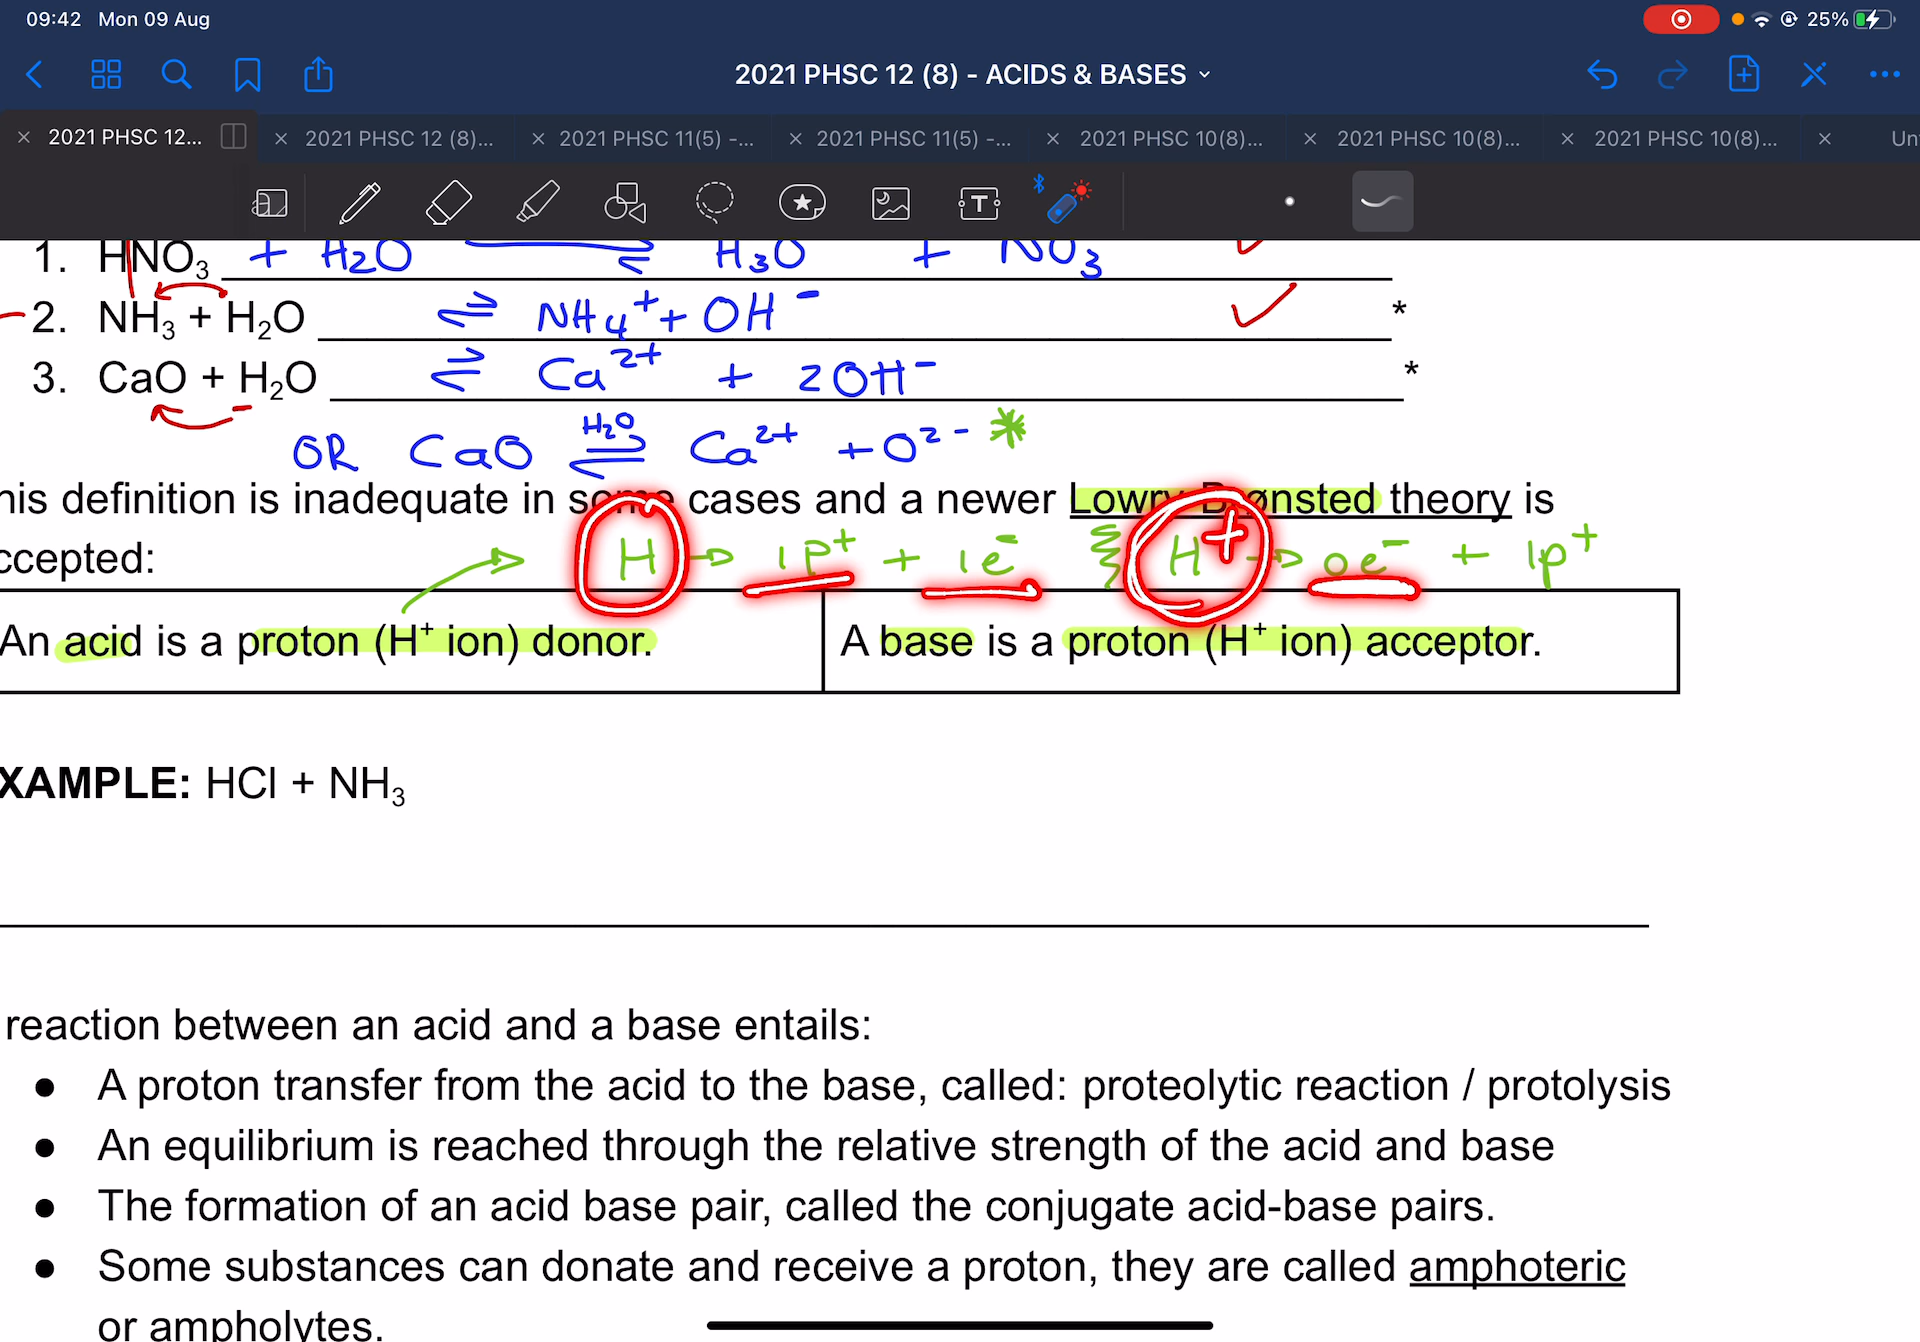 09:42 Mon 09 Aug 25%
2021 PHSC 12 (8) - ACIDS & BASES
2021 PHSC 12... 2021 PHSC 12 (8)... 2021 PHSC 11(5) -... 2021 PHSC 11(5) -... 2021 PHSC 10(8)... 2021 PHSC 10(8)... 2021 PHSC 10(8)... Un
1. HNO₃ + H₂O ⇌ H₃O + NO₃
2. NH₃ + H₂O ⇌ NH₄⁺ + OH⁻ *
3. CaO + H₂O ⇌ Ca²⁺ + 2OH⁻ *
OR CaO ⇌ Ca²⁺ + O²⁻ *
H₂O
his definition is inadequate in some cases and a newer Lowry-Brønsted theory is
ccepted:
H → 1p⁺ + 1e⁻ H⁺ → 0e⁻ + 1p⁺
An acid is a proton (H⁺ ion) donor. A base is a proton (H⁺ ion) acceptor.
XAMPLE: HCl + NH₃
reaction between an acid and a base entails:
● A proton transfer from the acid to the base, called: proteolytic reaction / protolysis
● An equilibrium is reached through the relative strength of the acid and base
● The formation of an acid base pair, called the conjugate acid-base pairs.
● Some substances can donate and receive a proton, they are called amphoteric
or ampholytes.